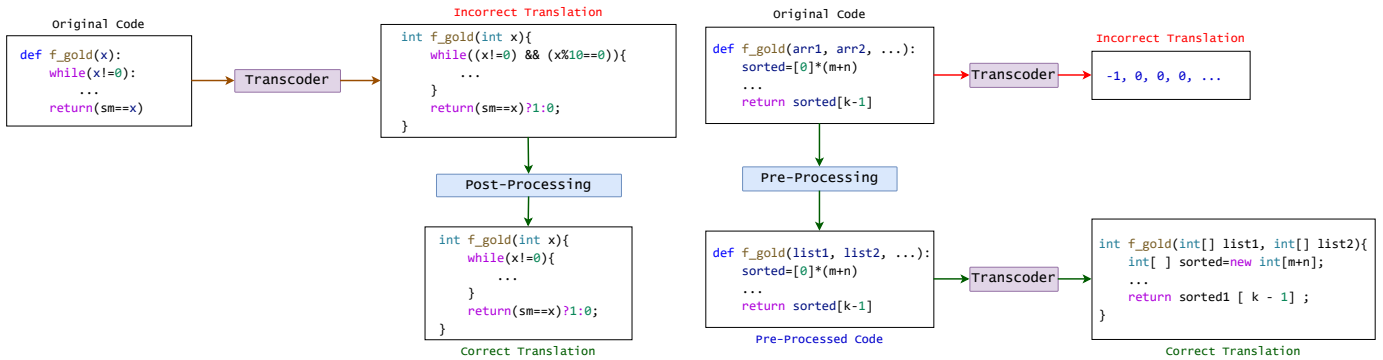 Original Code
def f_gold(x):
while(x!=0):
...
return(sm==x)
Transcoder
Incorrect Translation
int f_gold(int x){
while((x!=0) && (x%10==0)){
...
}
return(sm==x)?1:0;
}
Post-Processing
int f_gold(int x){
while(x!=0){
...
}
return(sm==x)?1:0;
}
Correct Translation
Original Code
def f_gold(arr1, arr2, ...):
sorted=[0]*(m+n)
...
return sorted[k-1]
Transcoder
Incorrect Translation
-1, 0, 0, 0, ...
Pre-Processing
def f_gold(list1, list2, ...):
sorted=[0]*(m+n)
...
return sorted[k-1]
Pre-Processed Code
Transcoder
int f_gold(int[] list1, int[] list2){
int[ ] sorted=new int[m+n];
...
return sorted1 [ k - 1] ;
}
Correct Translation